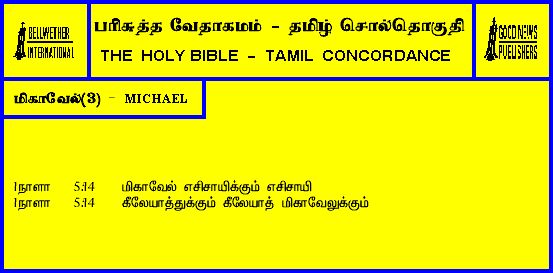 BELLWETHER INTERNATIONAL
பரிசுத்த வேதாகமம் - தமிழ் சொல்தொகுதி
THE HOLY BIBLE - TAMIL CONCORDANCE
GOOD NEWS PUBLISHERS
மிகாவேல்(3) - MICHAEL
1நாளா 5:14 மிகாவேல் எசிசாயிக்கும் எசிசாயி
1நாளா 5:14 கீலேயாத்துக்கும் கீலேயாத் மிகாவேலுக்கும்